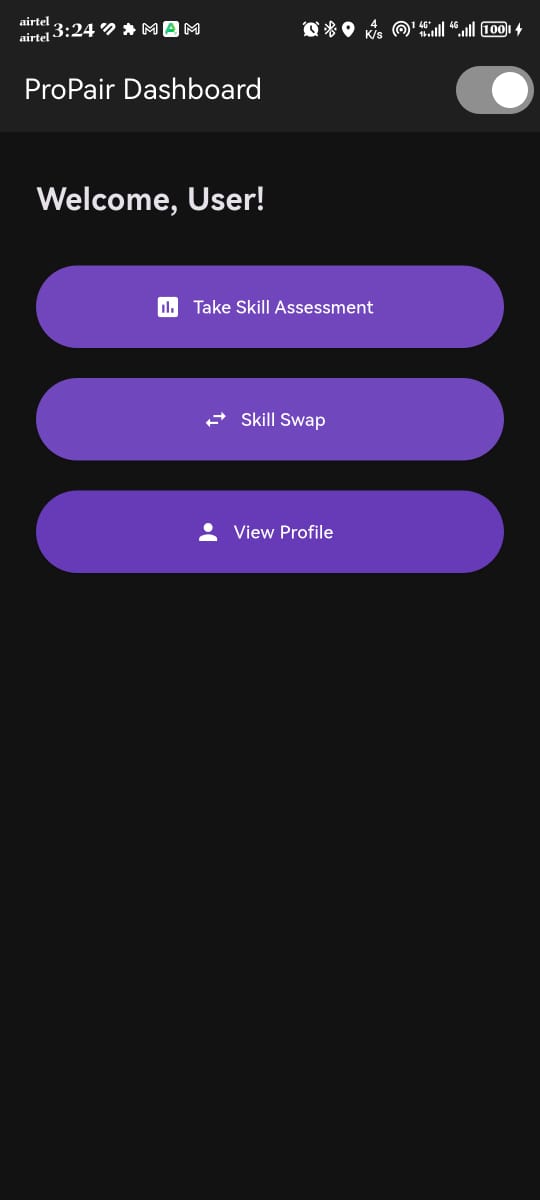 airtel
airtel 3:24 4 K/s 1 4G+ 4G 100
ProPair Dashboard
Welcome, User!
Take Skill Assessment
Skill Swap
View Profile